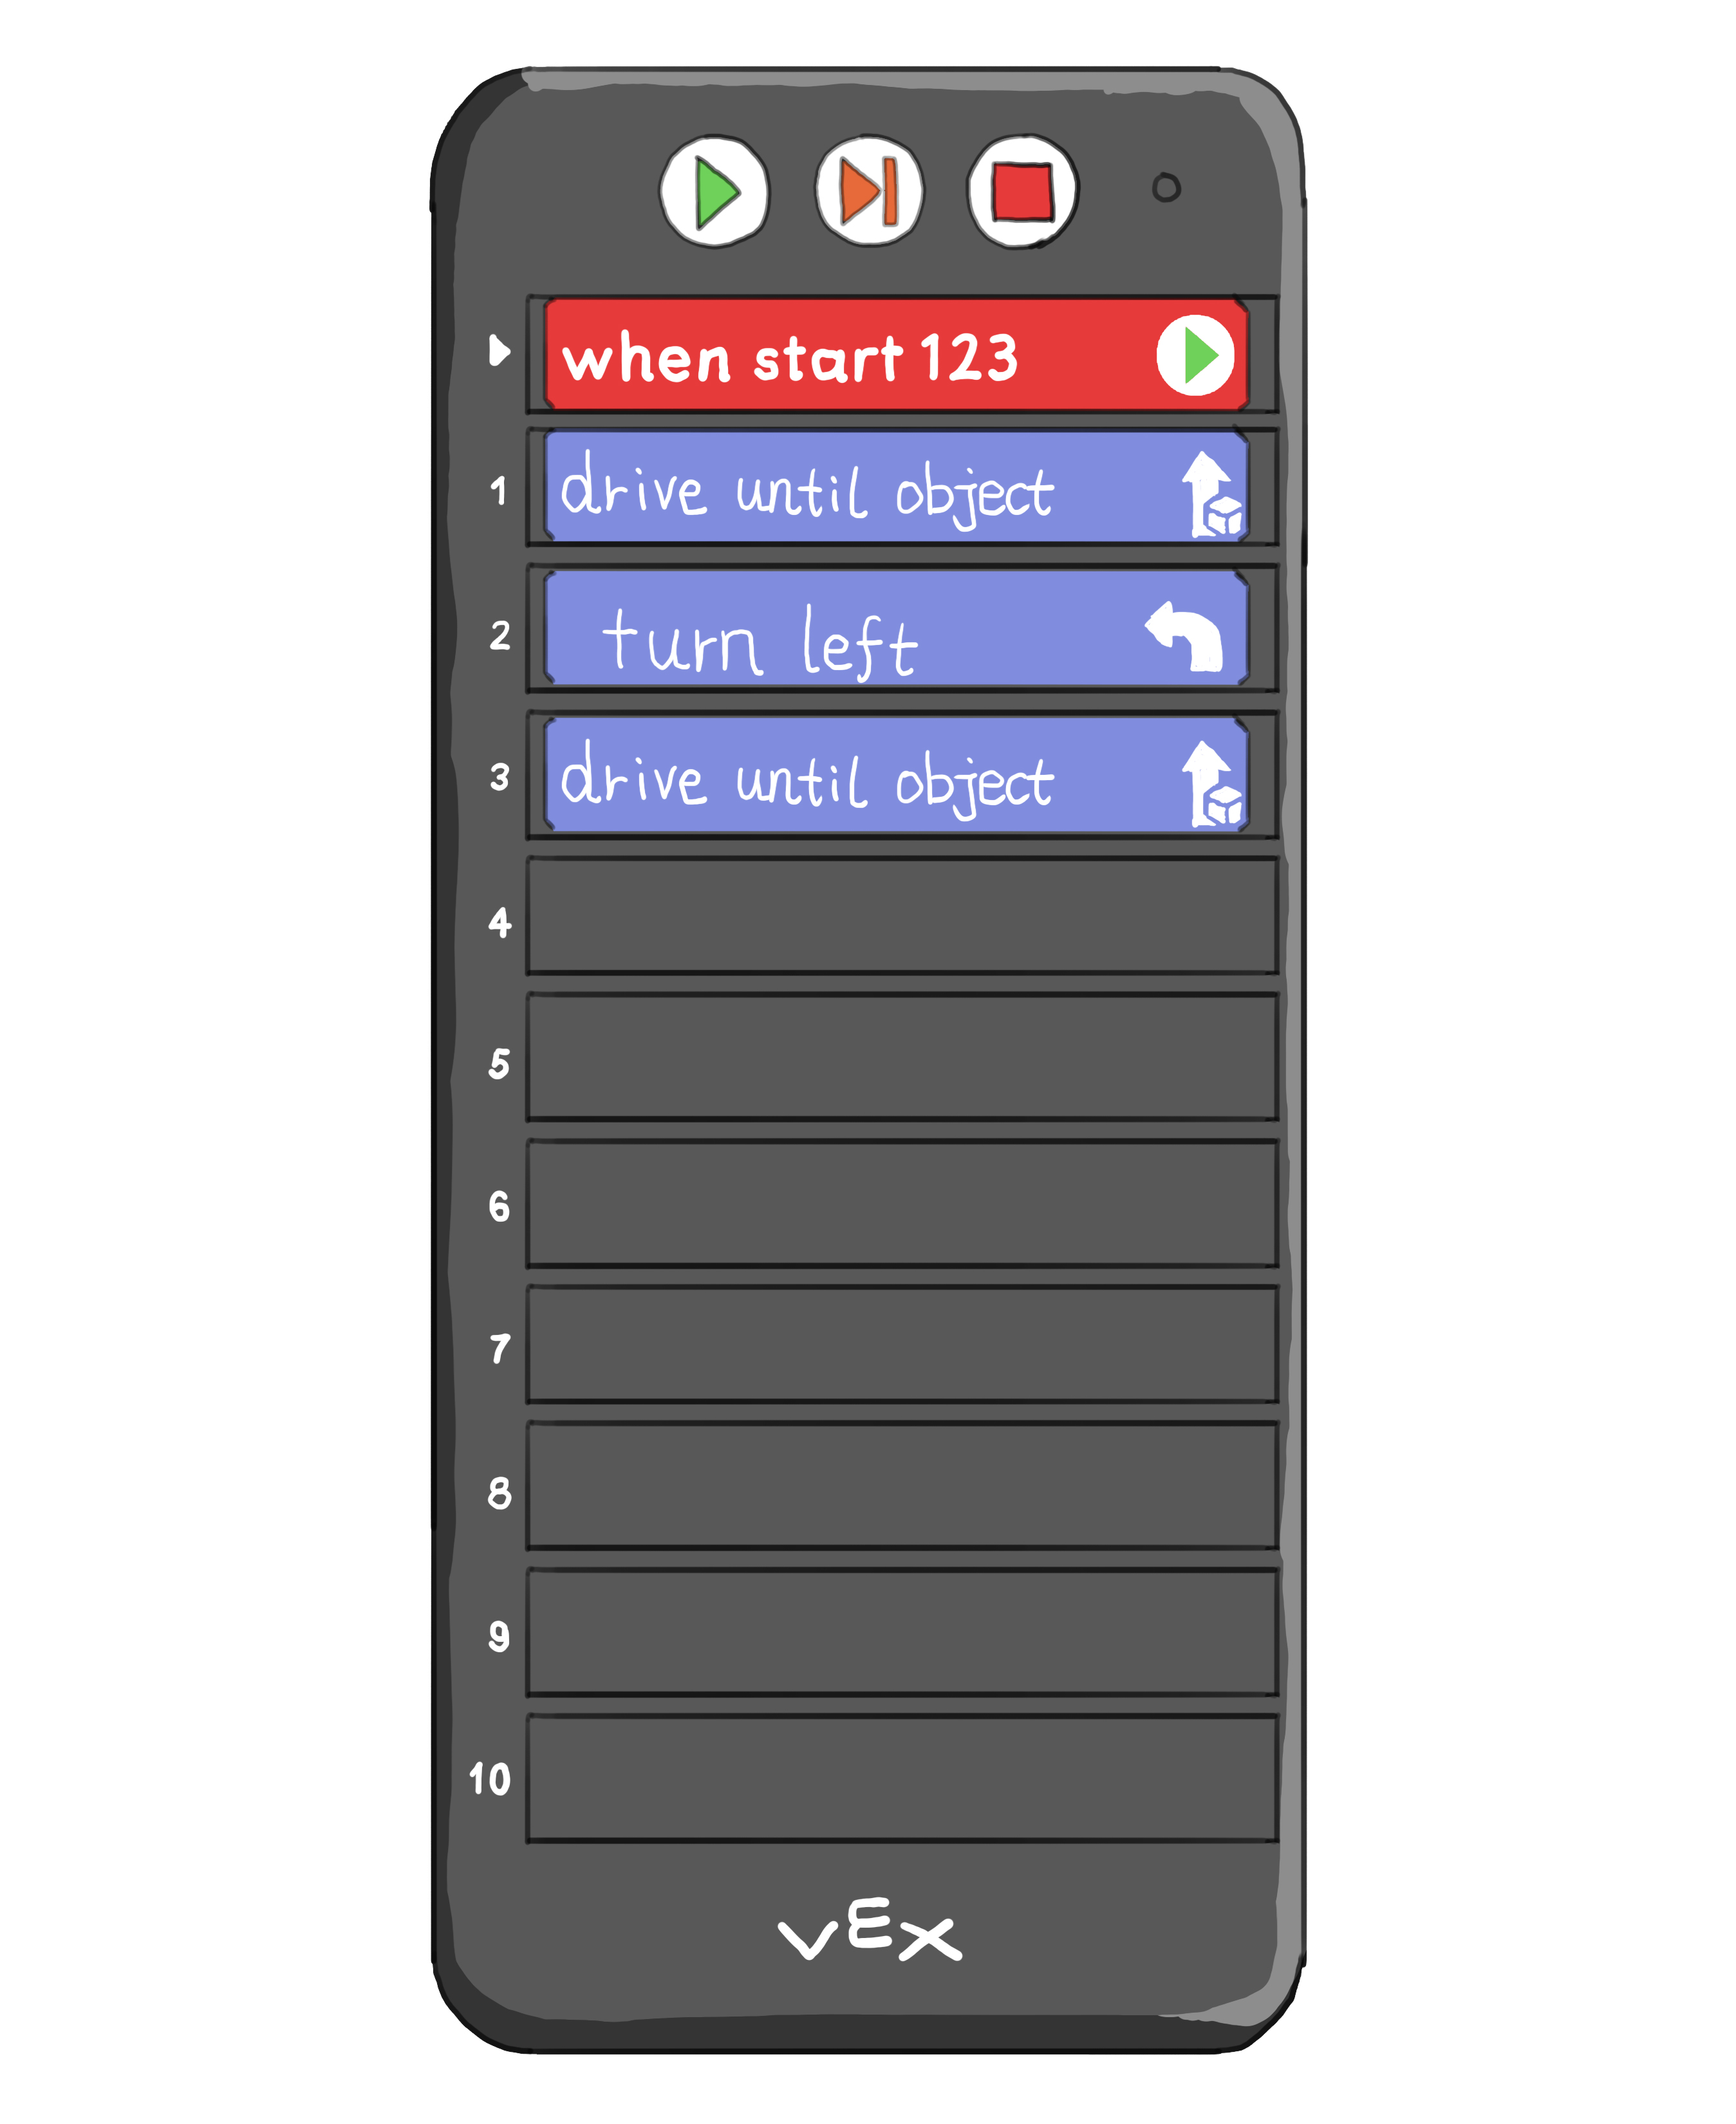 when start 123
1 drive until object
2 turn left
3 drive until object
4
5
6
7
8
9
10
vex